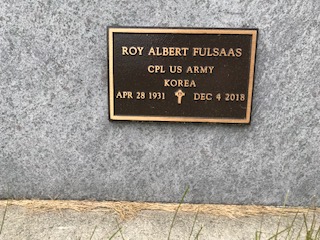 ROY ALBERT FULSAAS
CPL US ARMY
KOREA
APR 28 1931 DEC 4 2018